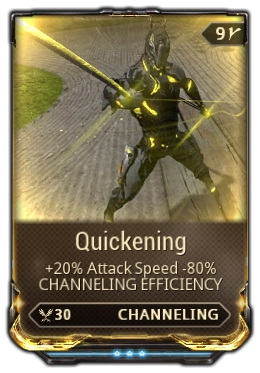 9
Quickening
+20% Attack Speed -80%
CHANNELING EFFICIENCY
30 CHANNELING